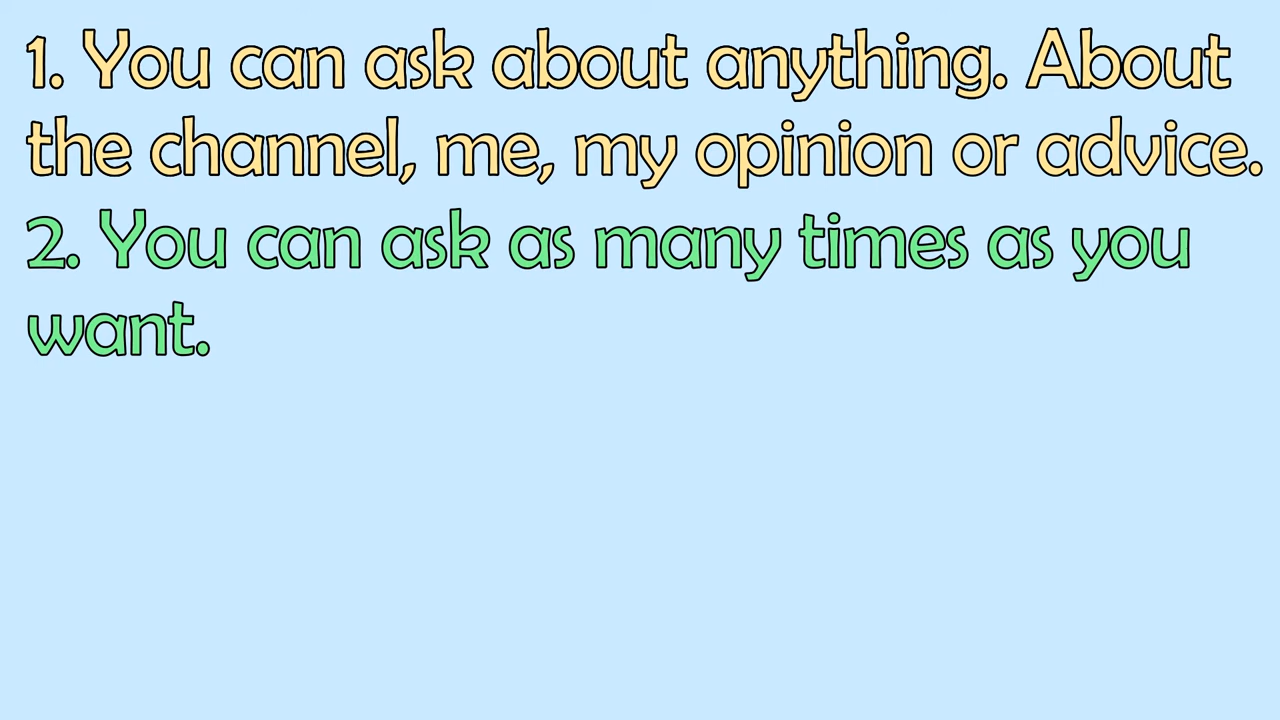 1. You can ask about anything. About
the channel, me, my opinion or advice.
2. You can ask as many times as you
want.